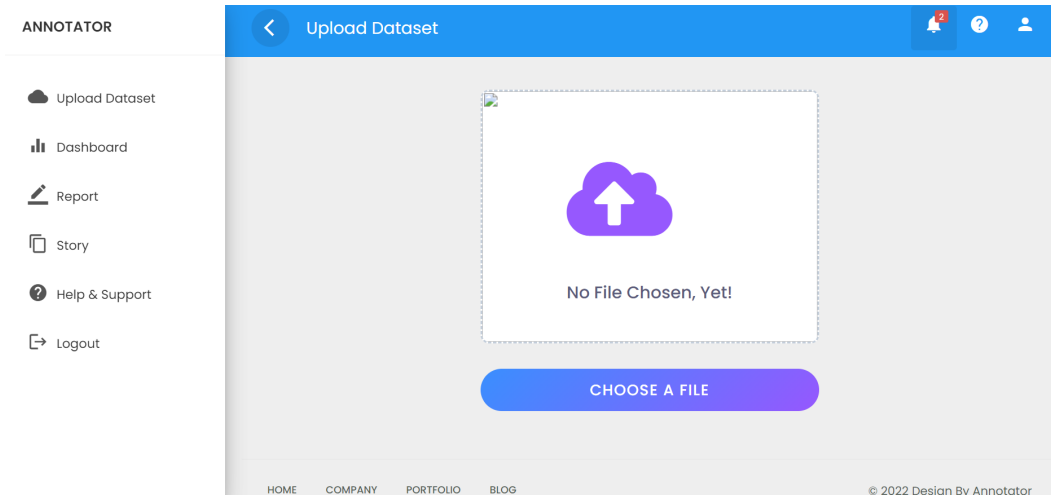 ANNOTATOR
Upload Dataset
Dashboard
Report
Story
Help & Support
Logout
Upload Dataset
2
No File Chosen, Yet!
CHOOSE A FILE
HOME COMPANY PORTFOLIO BLOG
© 2022 Design By Annotator